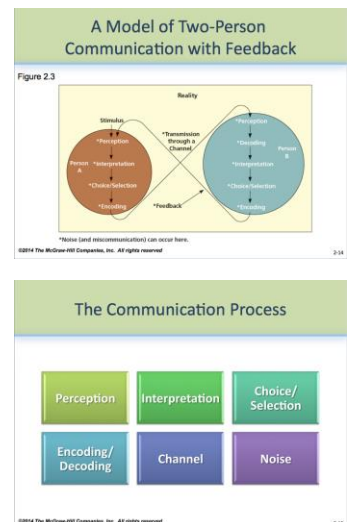 A Model of Two-Person
Communication with Feedback
Figure 2.3
Reality
Stimulus
*Perception
*Interpretation
*Choice/Selection
*Encoding
Person
A
*Transmission
through a
Channel
*Feedback
*Perception
*Decoding
*Interpretation
*Choice/Selection
*Encoding
Person
B
*Noise (and miscommunication) can occur here.
©2014 The McGraw-Hill Companies, Inc. All rights reserved
2-14
The Communication Process
Perception
Interpretation
Choice/
Selection
Encoding/
Decoding
Channel
Noise
©2014 The McGraw-Hill Companies, Inc. All rights reserved